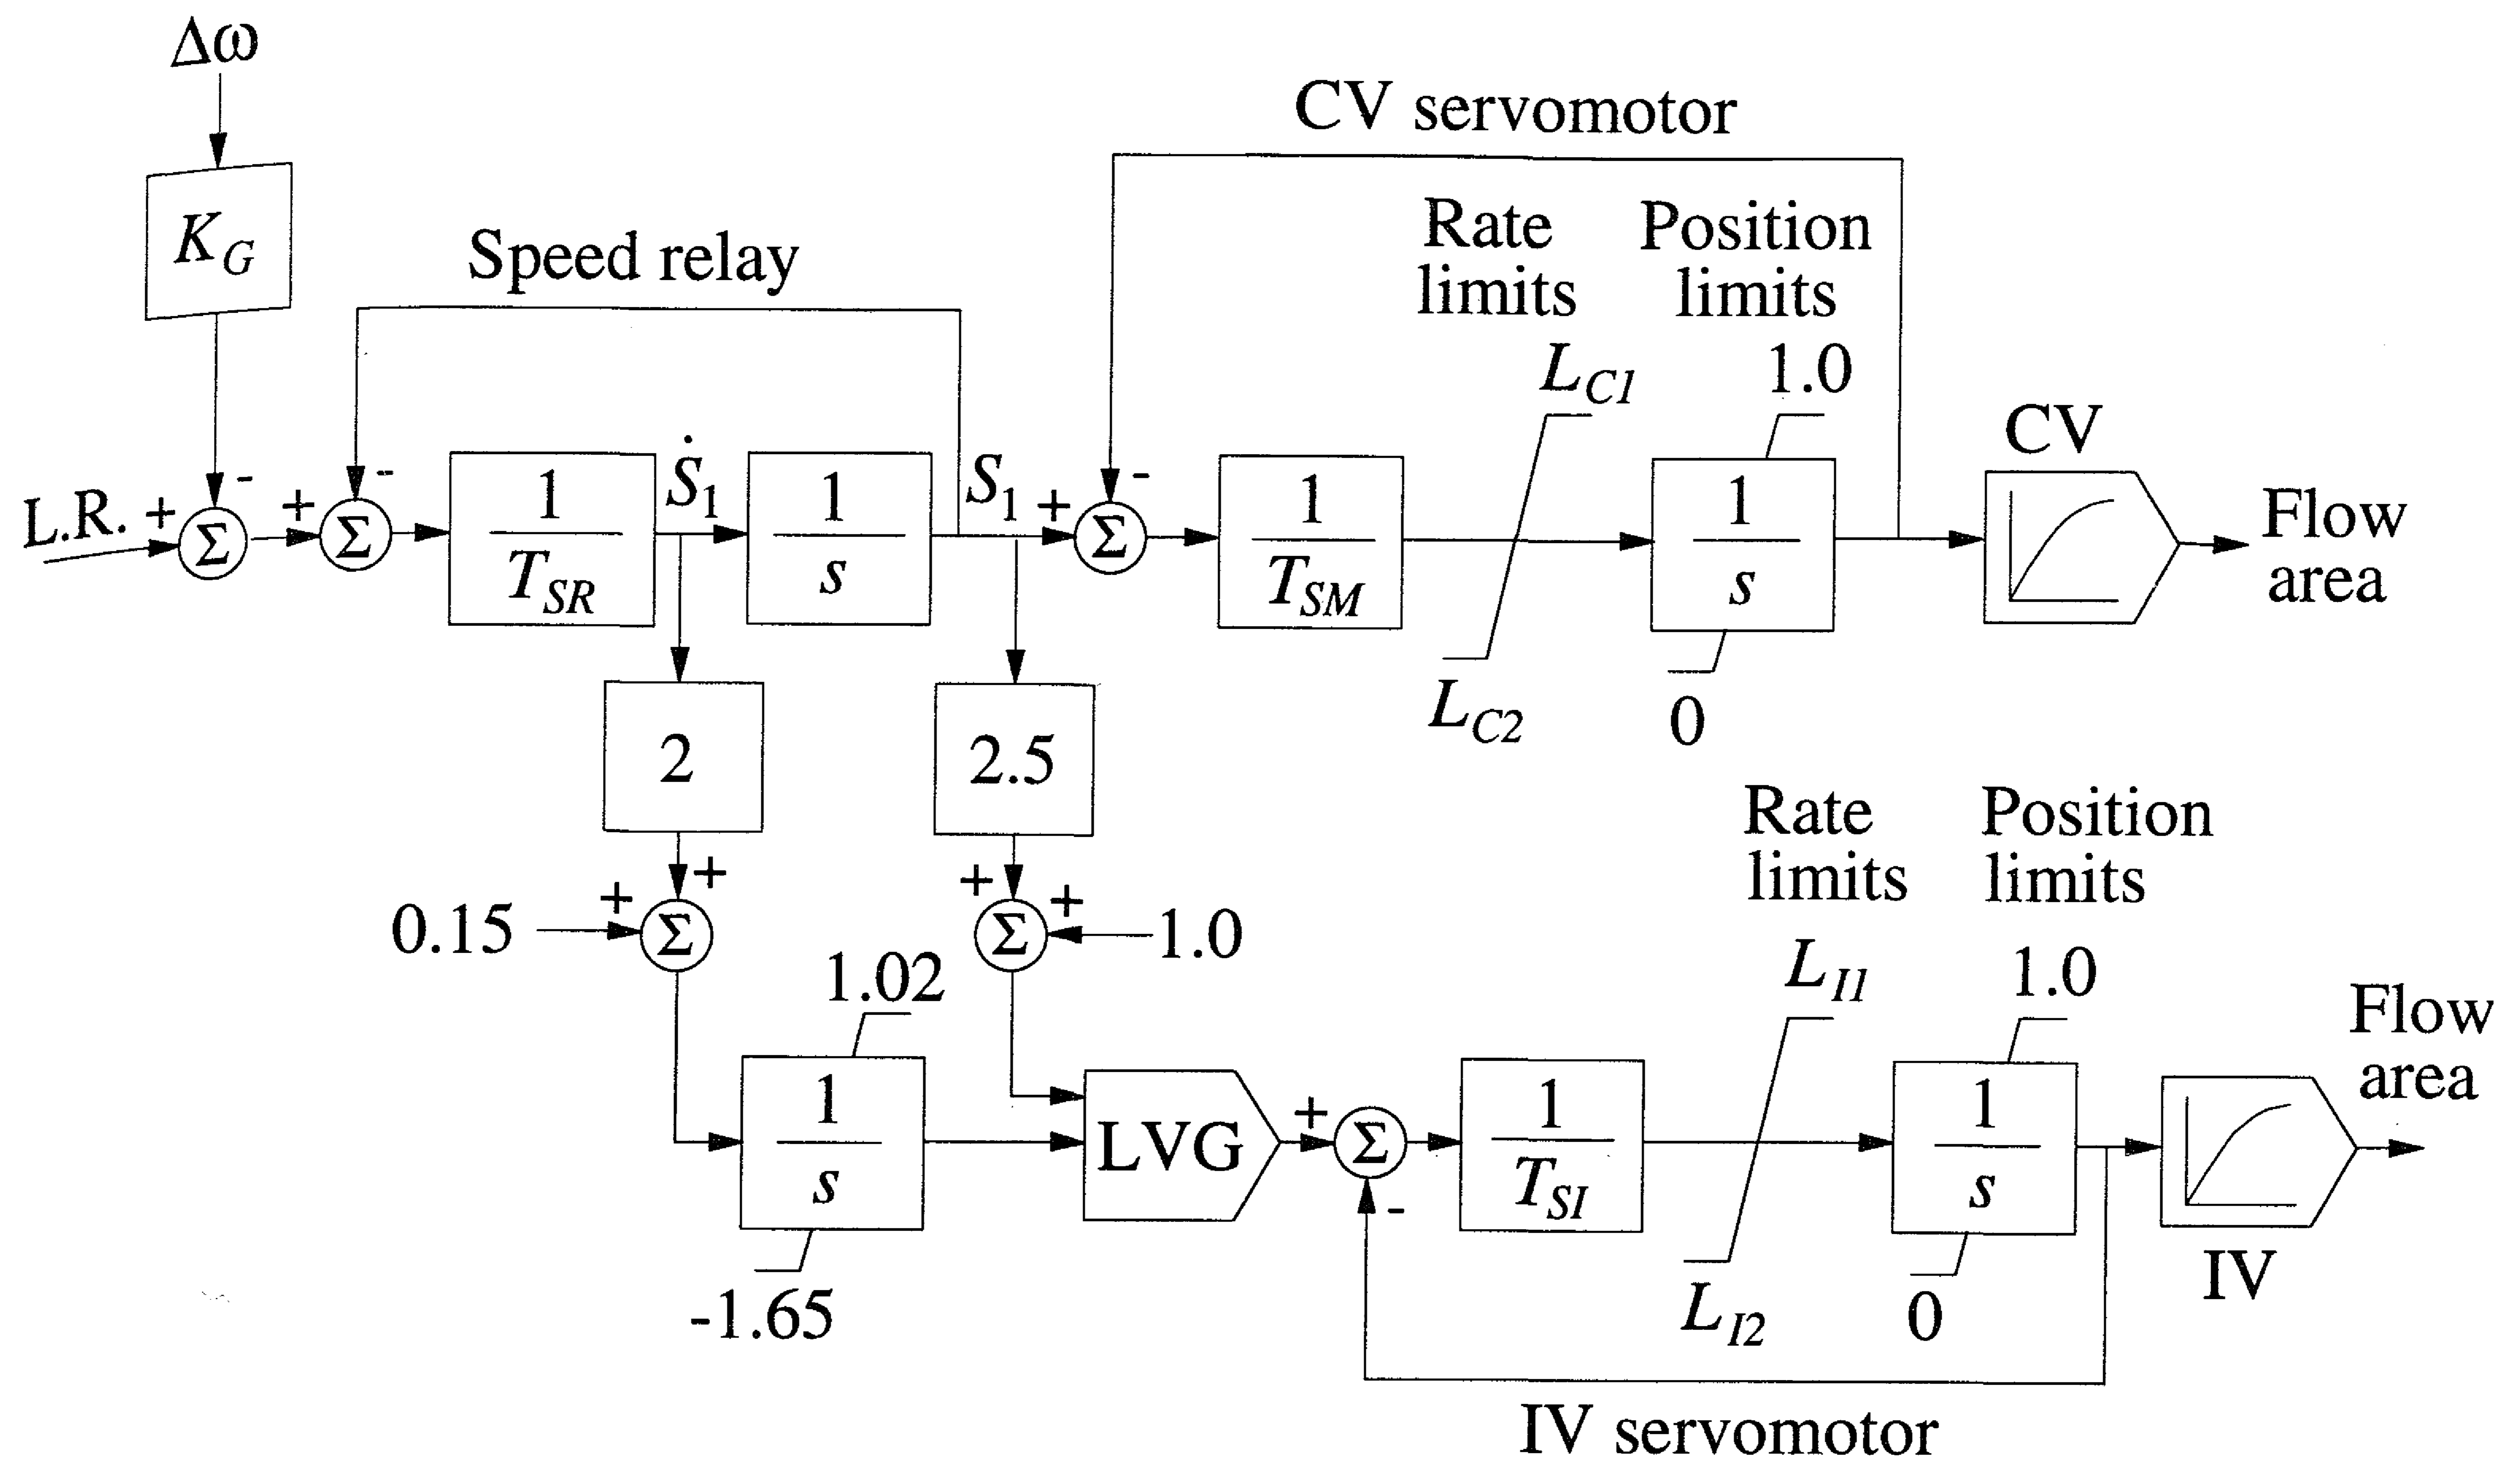 Δω
CV servomotor
K_G
Speed relay
Rate limits
Position limits
L_C1
1.0
CV
L.R.
+
-
Σ
+
-
Σ
1
T_SR
Ṡ_1
1
s
S_1
+
-
Σ
1
T_SM
1
s
Flow area
L_C2
0
2
2.5
Rate limits
Position limits
0.15
+
+
Σ
+
+
Σ
1.0
1.02
L_I1
1.0
Flow area
1
s
LVG
+
Σ
-
1
T_SI
1
s
-1.65
L_I2
0
IV
IV servomotor